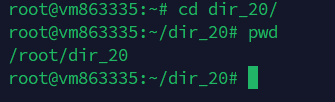 root@vm863335:~# cd dir_20/
root@vm863335:~/dir_20# pwd
/root/dir_20
root@vm863335:~/dir_20#